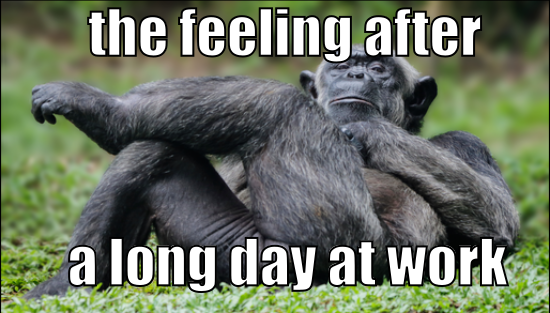 the feeling after
a long day at work